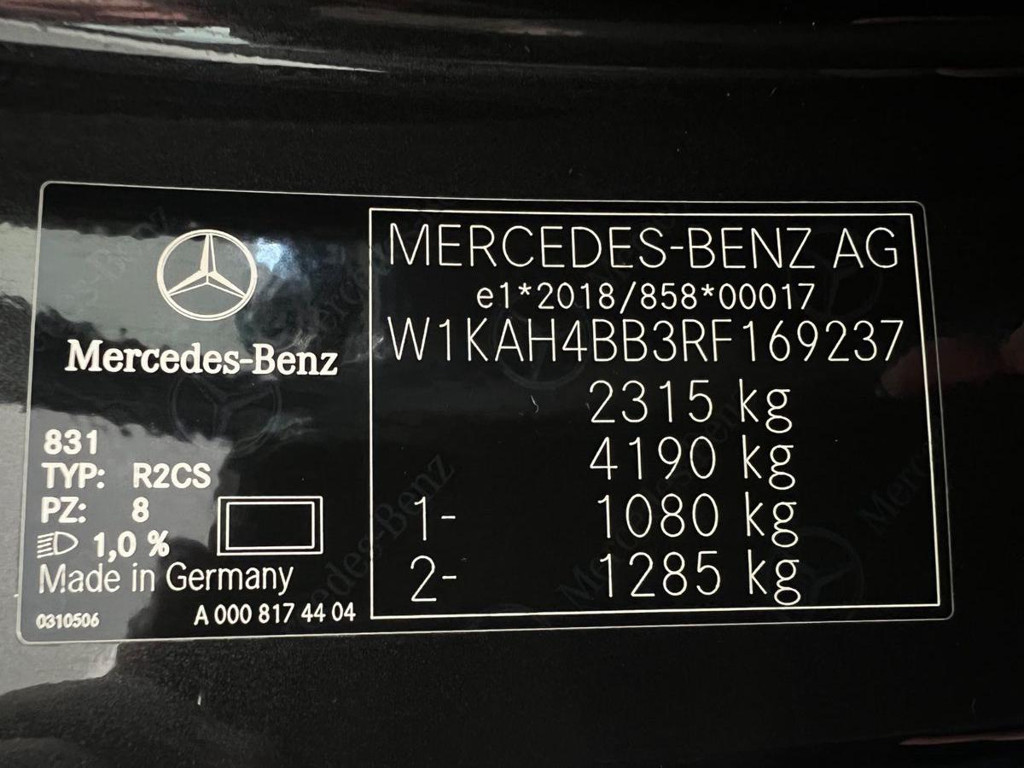 Mercedes-Benz
831
TYP: R2CS
PZ: 8
1,0 %
Made in Germany
0310506 A 000 817 44 04
MERCEDES-BENZ AG
e1*2018/858*00017
W1KAH4BB3RF169237
2315 kg
4190 kg
1- 1080 kg
2- 1285 kg